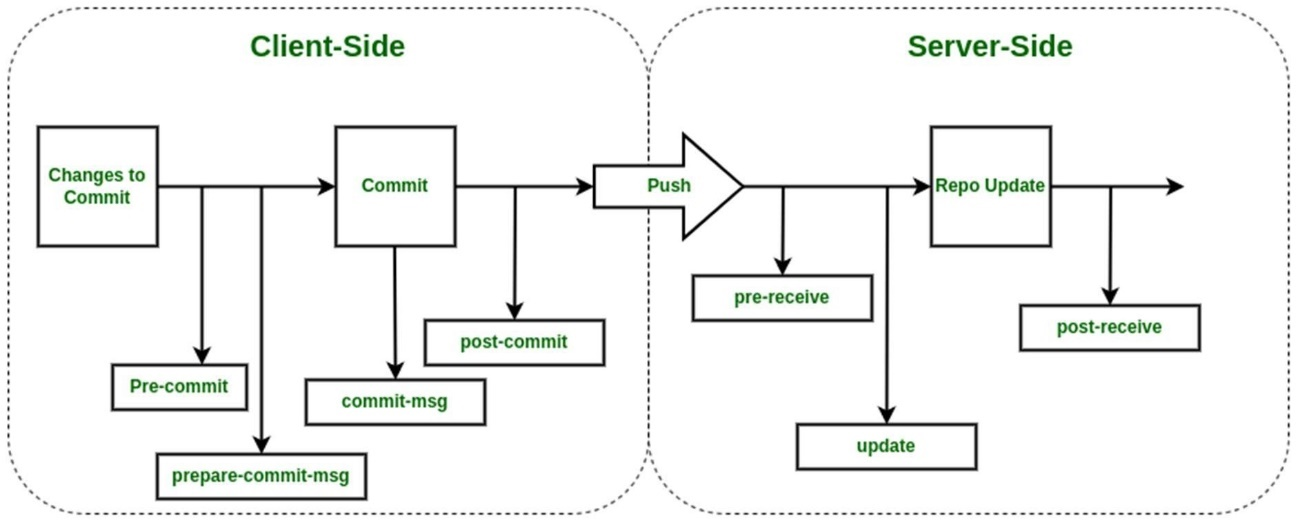 Client-Side
Server-Side
Changes to
Commit
Commit
Push
Repo Update
pre-receive
post-receive
post-commit
Pre-commit
commit-msg
update
prepare-commit-msg